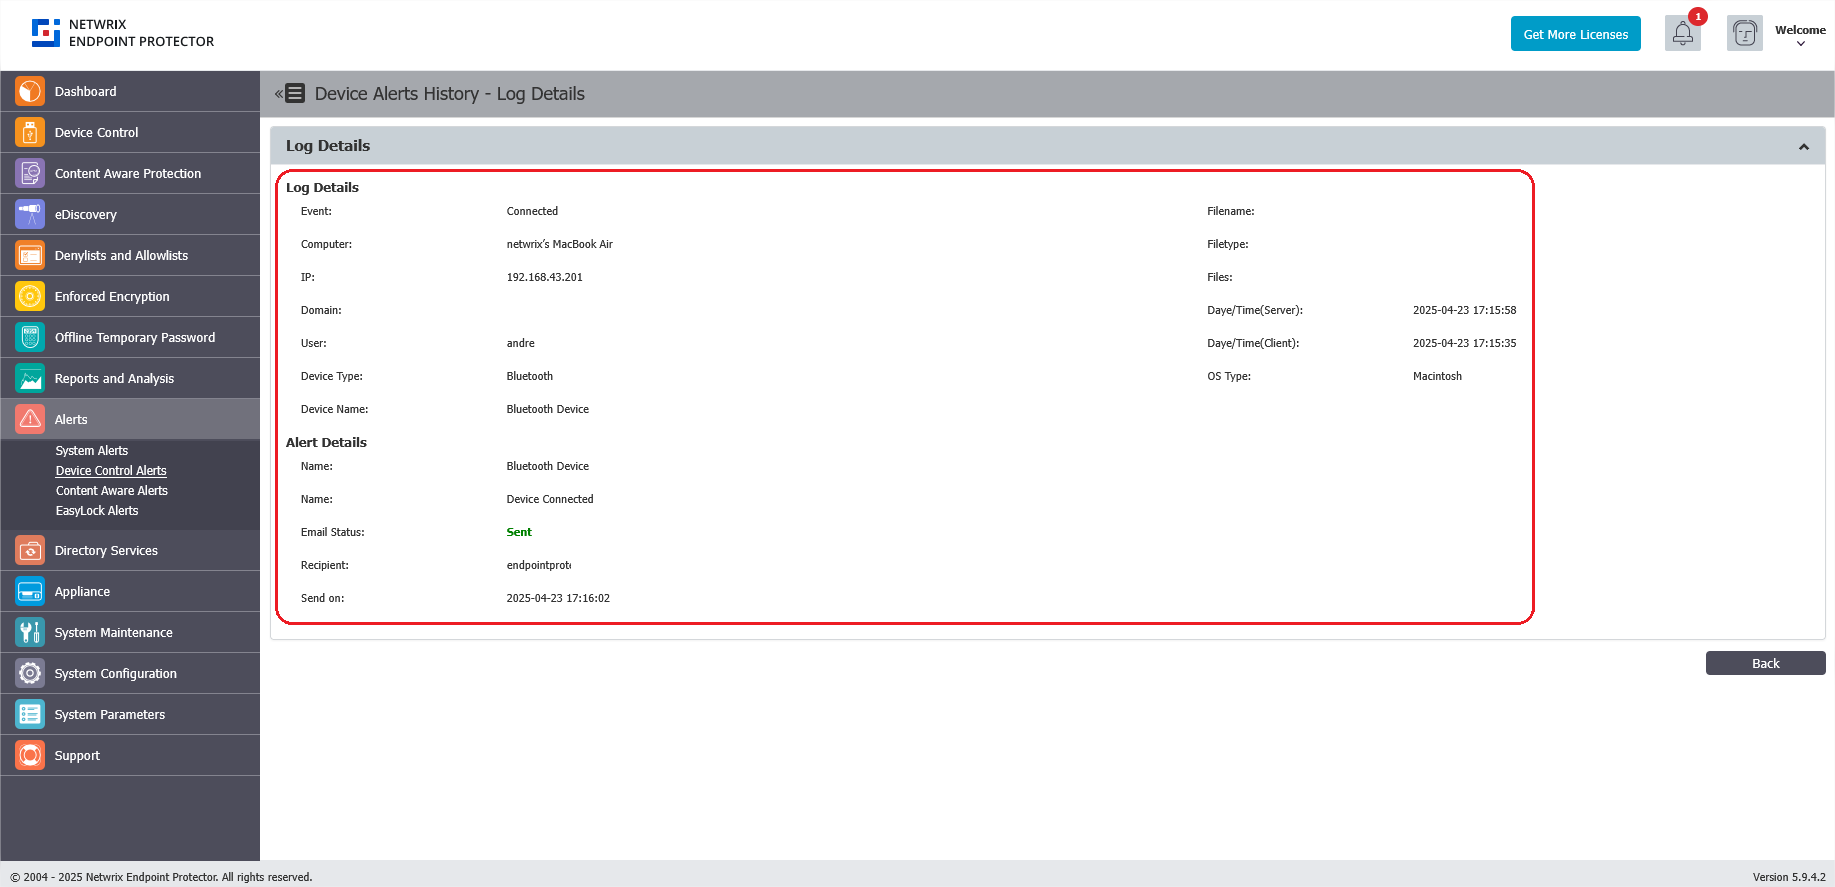 NETWRIX
ENDPOINT PROTECTOR
Get More Licenses
1
Welcome
Dashboard
Device Control
Content Aware Protection
eDiscovery
Denylists and Allowlists
Enforced Encryption
Offline Temporary Password
Reports and Analysis
Alerts
System Alerts
Device Control Alerts
Content Aware Alerts
EasyLock Alerts
Directory Services
Appliance
System Maintenance
System Configuration
System Parameters
Support
Device Alerts History - Log Details
Log Details
Log Details
Event: Connected
Computer: netwrix’s MacBook Air
IP: 192.168.43.201
Domain:
User: andre
Device Type: Bluetooth
Device Name: Bluetooth Device
Filename:
Filetype:
Files:
Daye/Time(Server): 2025-04-23 17:15:58
Daye/Time(Client): 2025-04-23 17:15:35
OS Type: Macintosh
Alert Details
Name: Bluetooth Device
Name: Device Connected
Email Status: Sent
Recipient: endpointprote
Send on: 2025-04-23 17:16:02
Back
© 2004 - 2025 Netwrix Endpoint Protector. All rights reserved.
Version 5.9.4.2